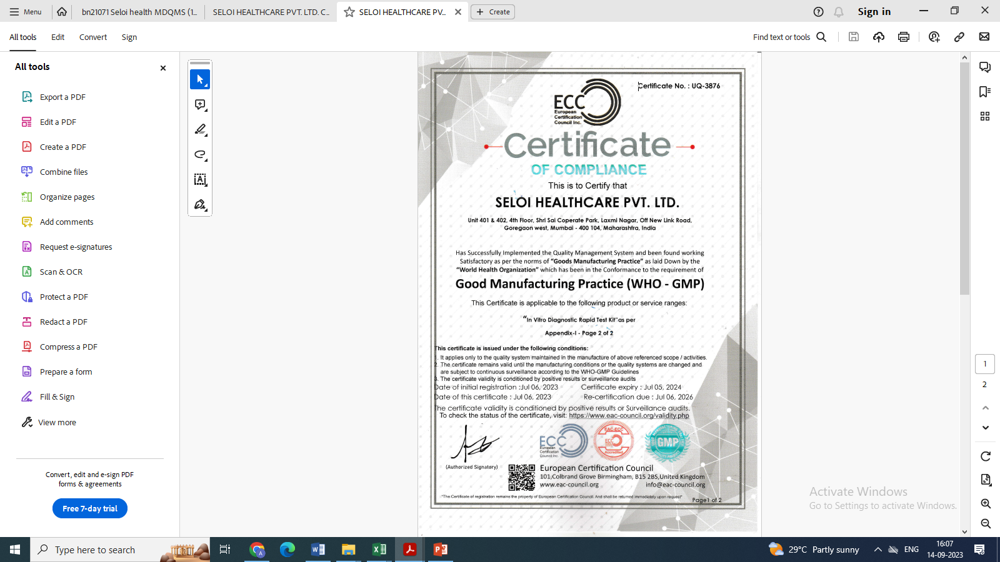 Menu
bn21071 Seloi health MDQMS (1...
SELOI HEALTHCARE PVT. LTD. C...
SELOI HEALTHCARE PV...
Create
Sign in
All tools
Edit
Convert
Sign
Find text or tools
All tools
Export a PDF
Edit a PDF
Create a PDF
Combine files
Organize pages
Add comments
Request e-signatures
Scan & OCR
Protect a PDF
Redact a PDF
Compress a PDF
Prepare a form
Fill & Sign
View more
Convert, edit and e-sign PDF
forms & agreements
Free 7-day trial
Certificate No. : UQ-3876
ECC
European
Certification
Council Inc.
Certificate
OF COMPLIANCE
This is to Certify that
SELOI HEALTHCARE PVT. LTD.
Unit 401 & 402, 4th Floor, Shri Sai Coperate Park, Laxmi Nagar, Off New Link Road,
Goregaon west, Mumbai - 400 104, Maharashtra, India
Has Successfully Implemented the Quality Management System and been found working
Satisfactory as per the norms of “Goods Manufacturing Practice” as laid Down by the
“World Health Organization” which has been in the Conformance to the requirement of
Good Manufacturing Practice (WHO - GMP)
This Certificate is applicable to the following product or service ranges:
“In Vitro Diagnostic Rapid Test Kit”as per
Appendix-I - Page 2 of 2
This certificate is issued under the following conditions:
1. It applies only to the quality system maintained in the manufacture of above referenced scope / activities.
2. The certificate remains valid until the manufacturing conditions or the quality systems are changed and
are subject to continuous surveillance according to the WHO-GMP Guidelines
3. The certificate validity is conditioned by positive results or surveillance audits
Date of initial registration :Jul 06, 2023 Certificate expiry : Jul 05, 2024
Date of this certificate : Jul 06, 2023 Re-certification due : Jul 06, 2026
The certificate validity is conditioned by positive results or Surveillance audits.
To check the status of the certificate, visit: https://www.eac-council.org/validity.php
(Authorized Signatory)
ECC
European
Certification
Council Inc.
EAC-ECC
ECC
Accredited
GMP
European Certification Council
101,Colbrand Grove Birmingham, B15 2BS,United Kingdom
www.eac-council.org info@eac-council.org
"The Certificate of registration remains the property of European Certification Council. And shall be returned immediately upon request"
Page1 of 2
1
2
Activate Windows
Go to Settings to activate Windows.
Type here to search
29°C Partly sunny
ENG
16:07
14-09-2023